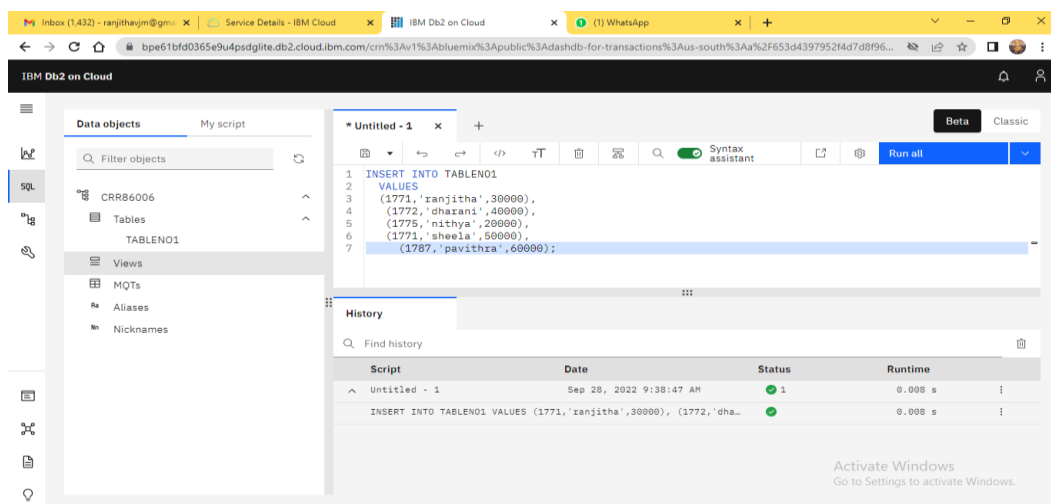 Inbox (1,432) - ranjithavjm@gma
Service Details - IBM Cloud
IBM Db2 on Cloud
(1) WhatsApp
bpe61bfd0365e9u4psdglite.db2.cloud.ibm.com/crn%3Av1%3Abluemix%3Apublic%3Adashdb-for-transactions%3Aus-south%3Aa%2F653d4397952f4d7d8f96...
IBM Db2 on Cloud
Data objects My script
Filter objects
CRR86006
Tables
TABLENO1
Views
MQTs
Aliases
Nicknames
SQL
* Untitled - 1
Beta Classic
Syntax assistant
Run all
1 INSERT INTO TABLENO1
2 VALUES
3 (1771,'ranjitha',30000),
4 (1772,'dharani',40000),
5 (1775,'nithya',20000),
6 (1771,'sheela',50000),
7 (1787,'pavithra',60000);
History
Find history
Script Date Status Runtime
Untitled - 1 Sep 28, 2022 9:38:47 AM 1 0.008 s
INSERT INTO TABLENO1 VALUES (1771,'ranjitha',30000), (1772,'dha... 0.008 s
Activate Windows
Go to Settings to activate Windows.